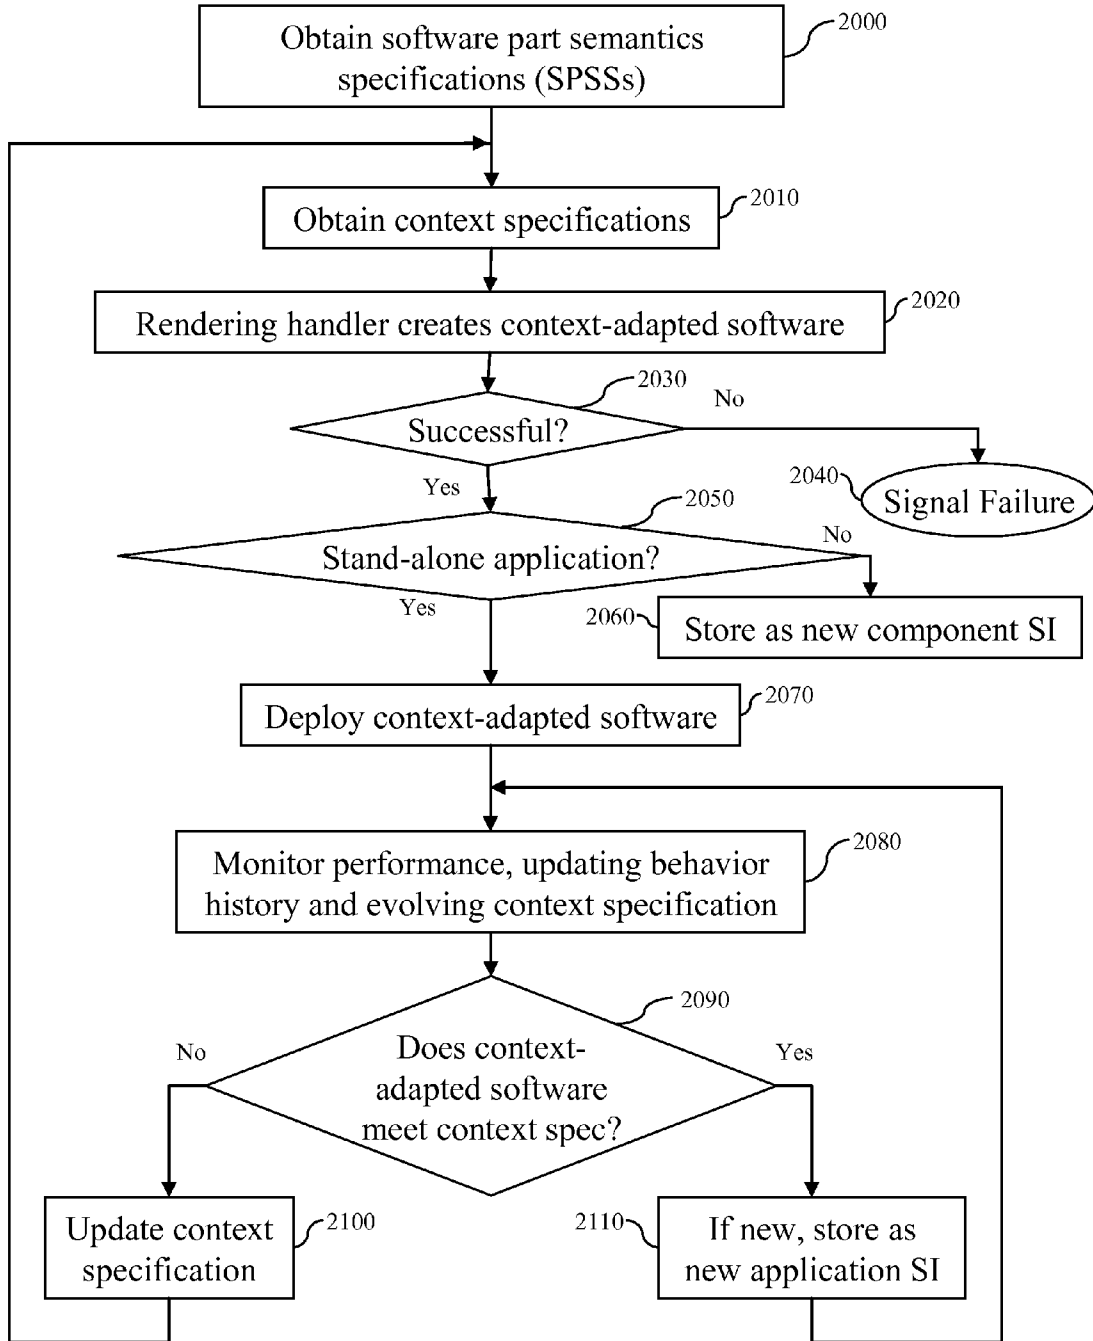 Obtain software part semantics
specifications (SPSSs)
2000
Obtain context specifications
2010
Rendering handler creates context-adapted software
2020
2030
No
Successful?
Yes
2040
Signal Failure
2050
Stand-alone application?
No
Yes
2060
Store as new component SI
Deploy context-adapted software
2070
Monitor performance, updating behavior
history and evolving context specification
2080
2090
No
Yes
Does context-
adapted software
meet context spec?
Update context
specification
2100
2110
If new, store as
new application SI